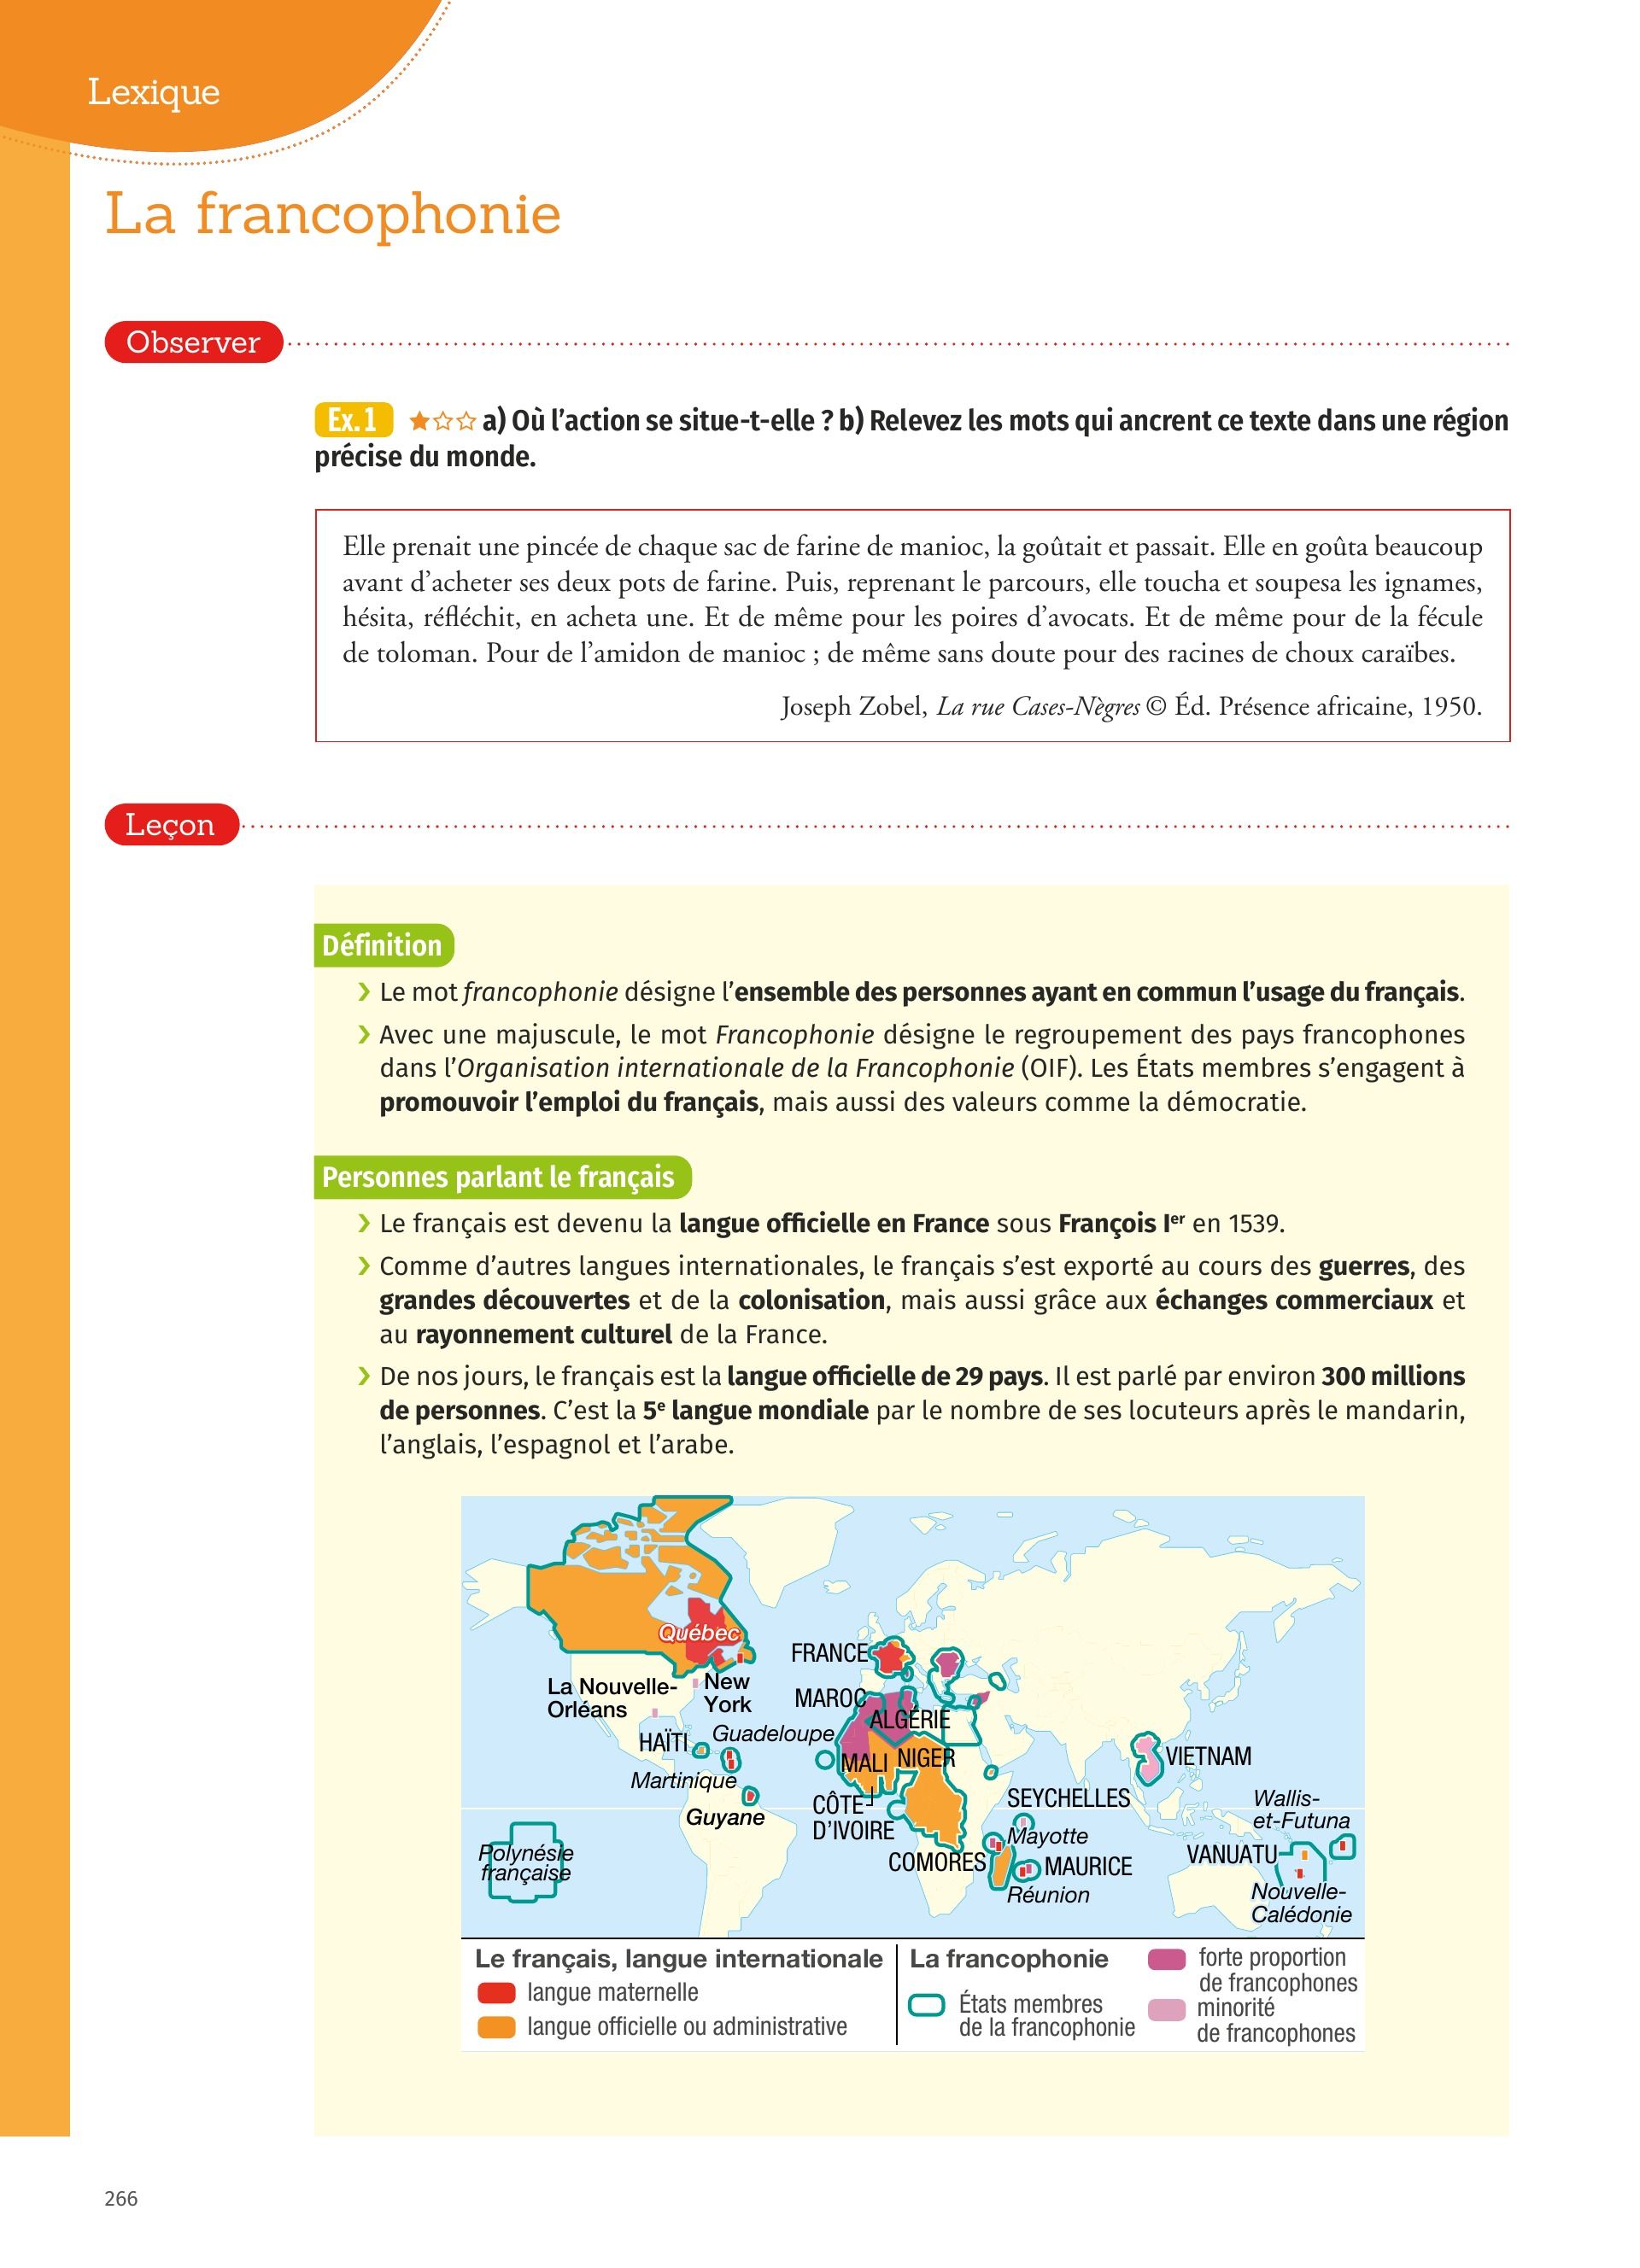 Lexique
La francophonie
Observer
Ex. 1 ★☆☆ a) Où l’action se situe-t-elle ? b) Relevez les mots qui ancrent ce texte dans une région
précise du monde.
Elle prenait une pincée de chaque sac de farine de manioc, la goûtait et passait. Elle en goûta beaucoup
avant d’acheter ses deux pots de farine. Puis, reprenant le parcours, elle toucha et soupesa les ignames,
hésita, réfléchit, en acheta une. Et de même pour les poires d’avocats. Et de même pour de la fécule
de toloman. Pour de l’amidon de manioc ; de même sans doute pour des racines de choux caraïbes.
Joseph Zobel, La rue Cases-Nègres © Éd. Présence africaine, 1950.
Leçon
Définition
› Le mot francophonie désigne l’ensemble des personnes ayant en commun l’usage du français.
› Avec une majuscule, le mot Francophonie désigne le regroupement des pays francophones
dans l’Organisation internationale de la Francophonie (OIF). Les États membres s’engagent à
promouvoir l’emploi du français, mais aussi des valeurs comme la démocratie.
Personnes parlant le français
› Le français est devenu la langue officielle en France sous François Ier en 1539.
› Comme d’autres langues internationales, le français s’est exporté au cours des guerres, des
grandes découvertes et de la colonisation, mais aussi grâce aux échanges commerciaux et
au rayonnement culturel de la France.
› De nos jours, le français est la langue officielle de 29 pays. Il est parlé par environ 300 millions
de personnes. C’est la 5e langue mondiale par le nombre de ses locuteurs après le mandarin,
l’anglais, l’espagnol et l’arabe.
Québec
FRANCE
La Nouvelle-
Orléans
New
York
MAROC
ALGÉRIE
HAÏTI
Guadeloupe
MALI
NIGER
VIETNAM
Martinique
Guyane
CÔTE
D’IVOIRE
SEYCHELLES
Wallis-
et-Futuna
Mayotte
Polynésie
française
COMORES
MAURICE
VANUATU
Réunion
Nouvelle-
Calédonie
Le français, langue internationale
langue maternelle
langue officielle ou administrative
La francophonie
États membres
de la francophonie
forte proportion
de francophones
minorité
de francophones
266